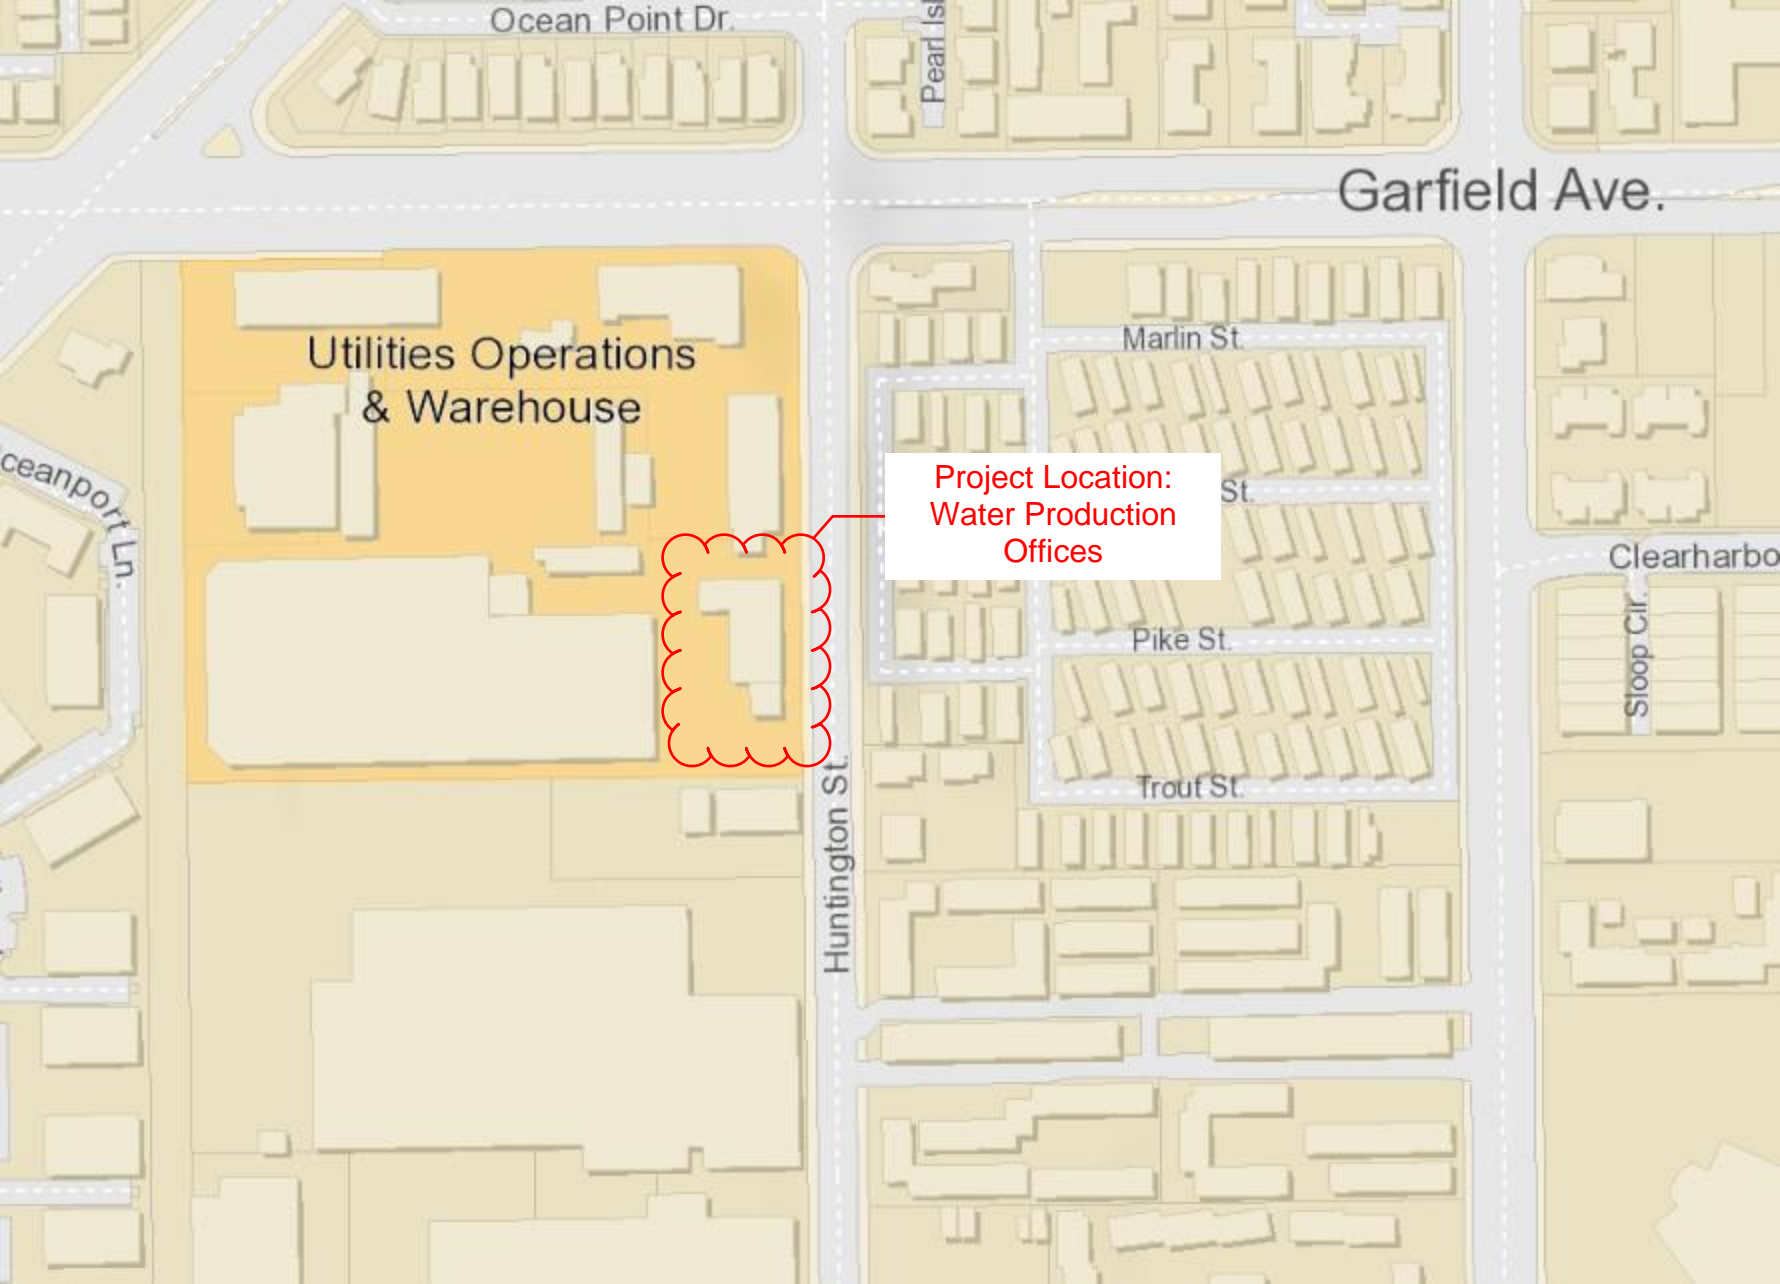 Ocean Point Dr.
Pearl Isl
Garfield Ave.
Utilities Operations
& Warehouse
Marlin St.
ceanport Ln.
Project Location:
Water Production
Offices
St.
Clearharbo
Pike St.
Sloop Cir.
Trout St.
Huntington St.